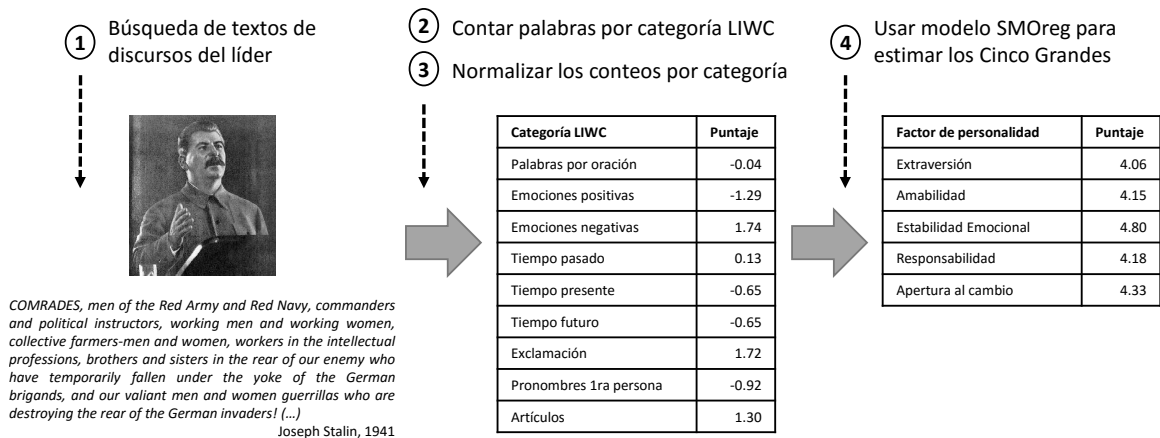 1 Búsqueda de textos de
discursos del líder
COMRADES, men of the Red Army and Red Navy, commanders
and political instructors, working men and working women,
collective farmers-men and women, workers in the intellectual
professions, brothers and sisters in the rear of our enemy who
have temporarily fallen under the yoke of the German
brigands, and our valiant men and women guerrillas who are
destroying the rear of the German invaders! (…)
Joseph Stalin, 1941
2 Contar palabras por categoría LIWC
3 Normalizar los conteos por categoría
Categoría LIWC Puntaje
Palabras por oración -0.04
Emociones positivas -1.29
Emociones negativas 1.74
Tiempo pasado 0.13
Tiempo presente -0.65
Tiempo futuro -0.65
Exclamación 1.72
Pronombres 1ra persona -0.92
Artículos 1.30
4 Usar modelo SMOreg para
estimar los Cinco Grandes
Factor de personalidad Puntaje
Extraversión 4.06
Amabilidad 4.15
Estabilidad Emocional 4.80
Responsabilidad 4.18
Apertura al cambio 4.33